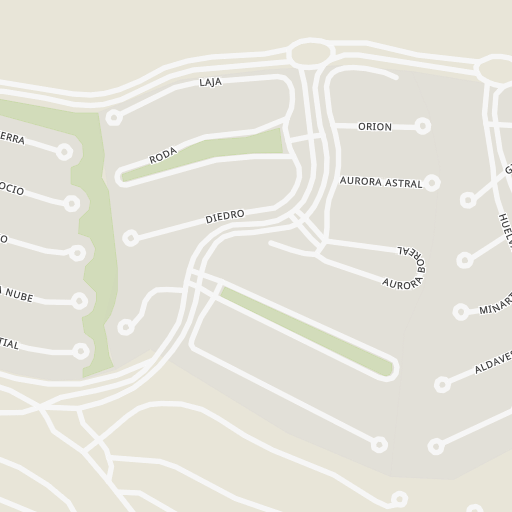 LAJA
ORION
ERRA
RODA
AURORA ASTRAL
OCIO
DIEDRO
HUELV
O
AURORA BOREAL
A NUBE
MINART
TIAL
ALDAVES